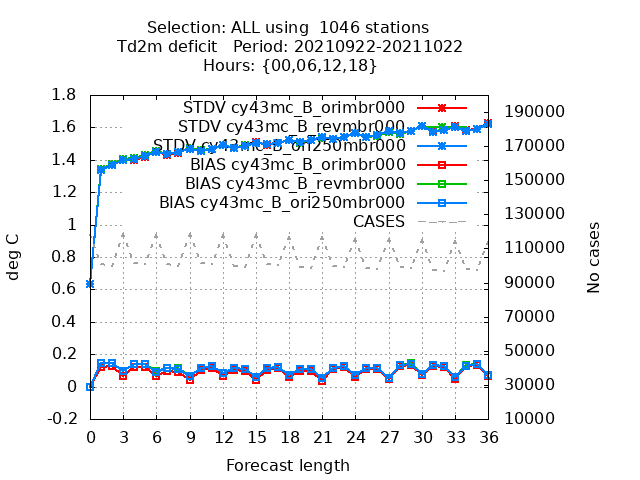 Selection: ALL using  1046 stations
Td2m deficit   Period: 20210922-20211022
Hours: {00,06,12,18}
STDV cy43mc_B_orimbr000
STDV cy43mc_B_revmbr000
STDV cy43mc_B_ori250mbr000
BIAS cy43mc_B_orimbr000
BIAS cy43mc_B_revmbr000
BIAS cy43mc_B_ori250mbr000
CASES
1.8
1.6
1.4
1.2
1
0.8
0.6
0.4
0.2
0
-0.2
deg C
190000
170000
150000
130000
110000
90000
70000
50000
30000
10000
No cases
0 3 6 9 12 15 18 21 24 27 30 33 36
Forecast length